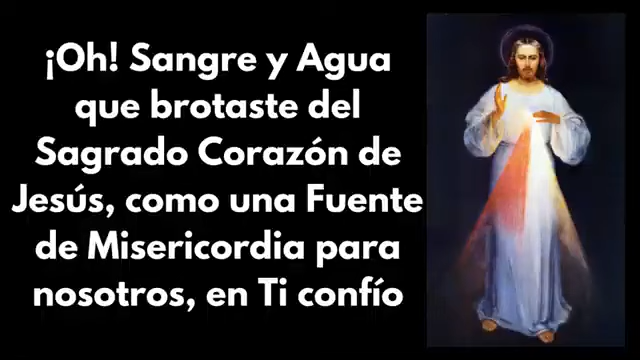 ¡Oh! Sangre y Agua
que brotaste del
Sagrado Corazón de
Jesús, como una Fuente
de Misericordia para
nosotros, en Ti confío